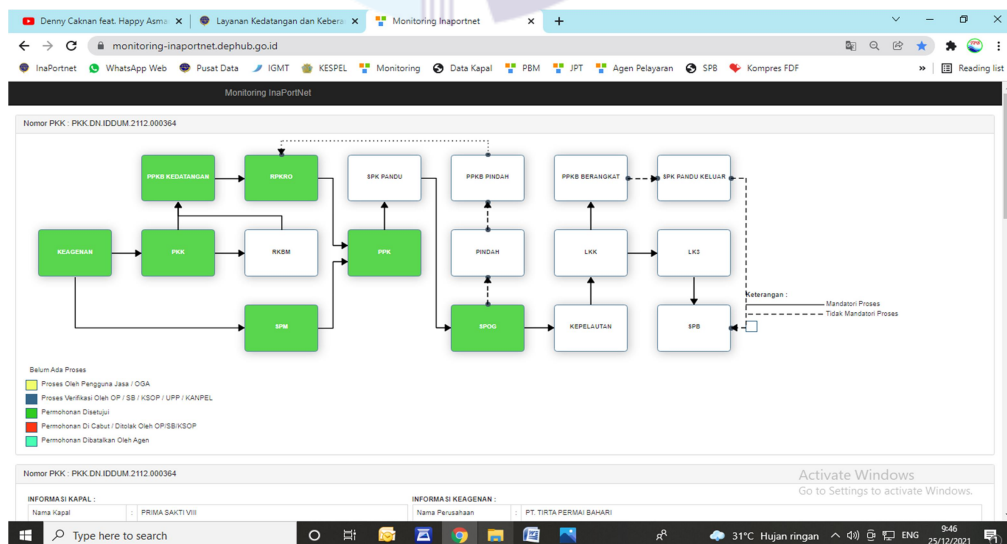 Denny Caknan feat. Happy Asma
Layanan Kedatangan dan Kebera
Monitoring Inaportnet
monitoring-inaportnet.dephub.go.id
InaPortnet WhatsApp Web Pusat Data IGMT KESPEL Monitoring Data Kapal PBM JPT Agen Pelayaran SPB Kompres FDF » Reading list
Monitoring InaPortNet
Nomor PKK : PKK.DN.IDDUM.2112.000364
PPKB KEDATANGAN RPKRO SPK PANDU PPKB PINDAH PPKB BERANGKAT SPK PANDU KELUAR
KEAGENAN PKK RKBM PPK PINDAH LKK LK3
Keterangan :
Mandatori Proses
Tidak Mandatori Proses
SPM SPOG KEPELAUTAN SPB
Belum Ada Proses
Proses Oleh Pengguna Jasa / OGA
Proses Verifikasi Oleh OP / SB / KSOP / UPP / KANPEL
Permohonan Disetujui
Permohonan Di Cabut / Ditolak Oleh OP/SB/KSOP
Permohonan Dibatalkan Oleh Agen
Nomor PKK : PKK.DN.IDDUM.2112.000364
Activate Windows
Go to Settings to activate Windows.
INFORMASI KAPAL : INFORMASI KEAGENAN :
Nama Kapal : PRIMA SAKTI VIII Nama Perusahaan : PT. TIRTA PERMAI BAHARI
Type here to search 31°C Hujan ringan ENG 9:46
25/12/2021